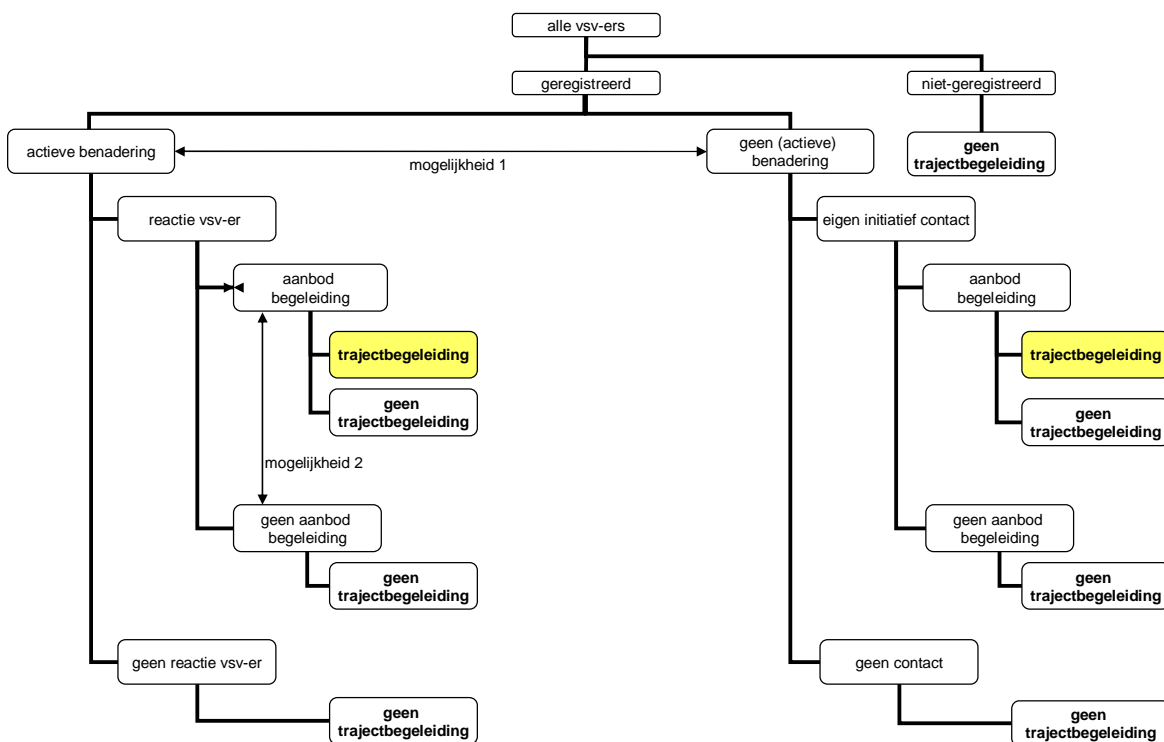 alle vsv-ers
geregistreerd
niet-geregistreerd
actieve benadering
mogelijkheid 1
geen (actieve)
benadering
geen
trajectbegeleiding
reactie vsv-er
eigen initiatief contact
aanbod
begeleiding
aanbod
begeleiding
trajectbegeleiding
trajectbegeleiding
geen
trajectbegeleiding
geen
trajectbegeleiding
mogelijkheid 2
geen aanbod
begeleiding
geen aanbod
begeleiding
geen
trajectbegeleiding
geen
trajectbegeleiding
geen reactie vsv-er
geen contact
geen
trajectbegeleiding
geen
trajectbegeleiding